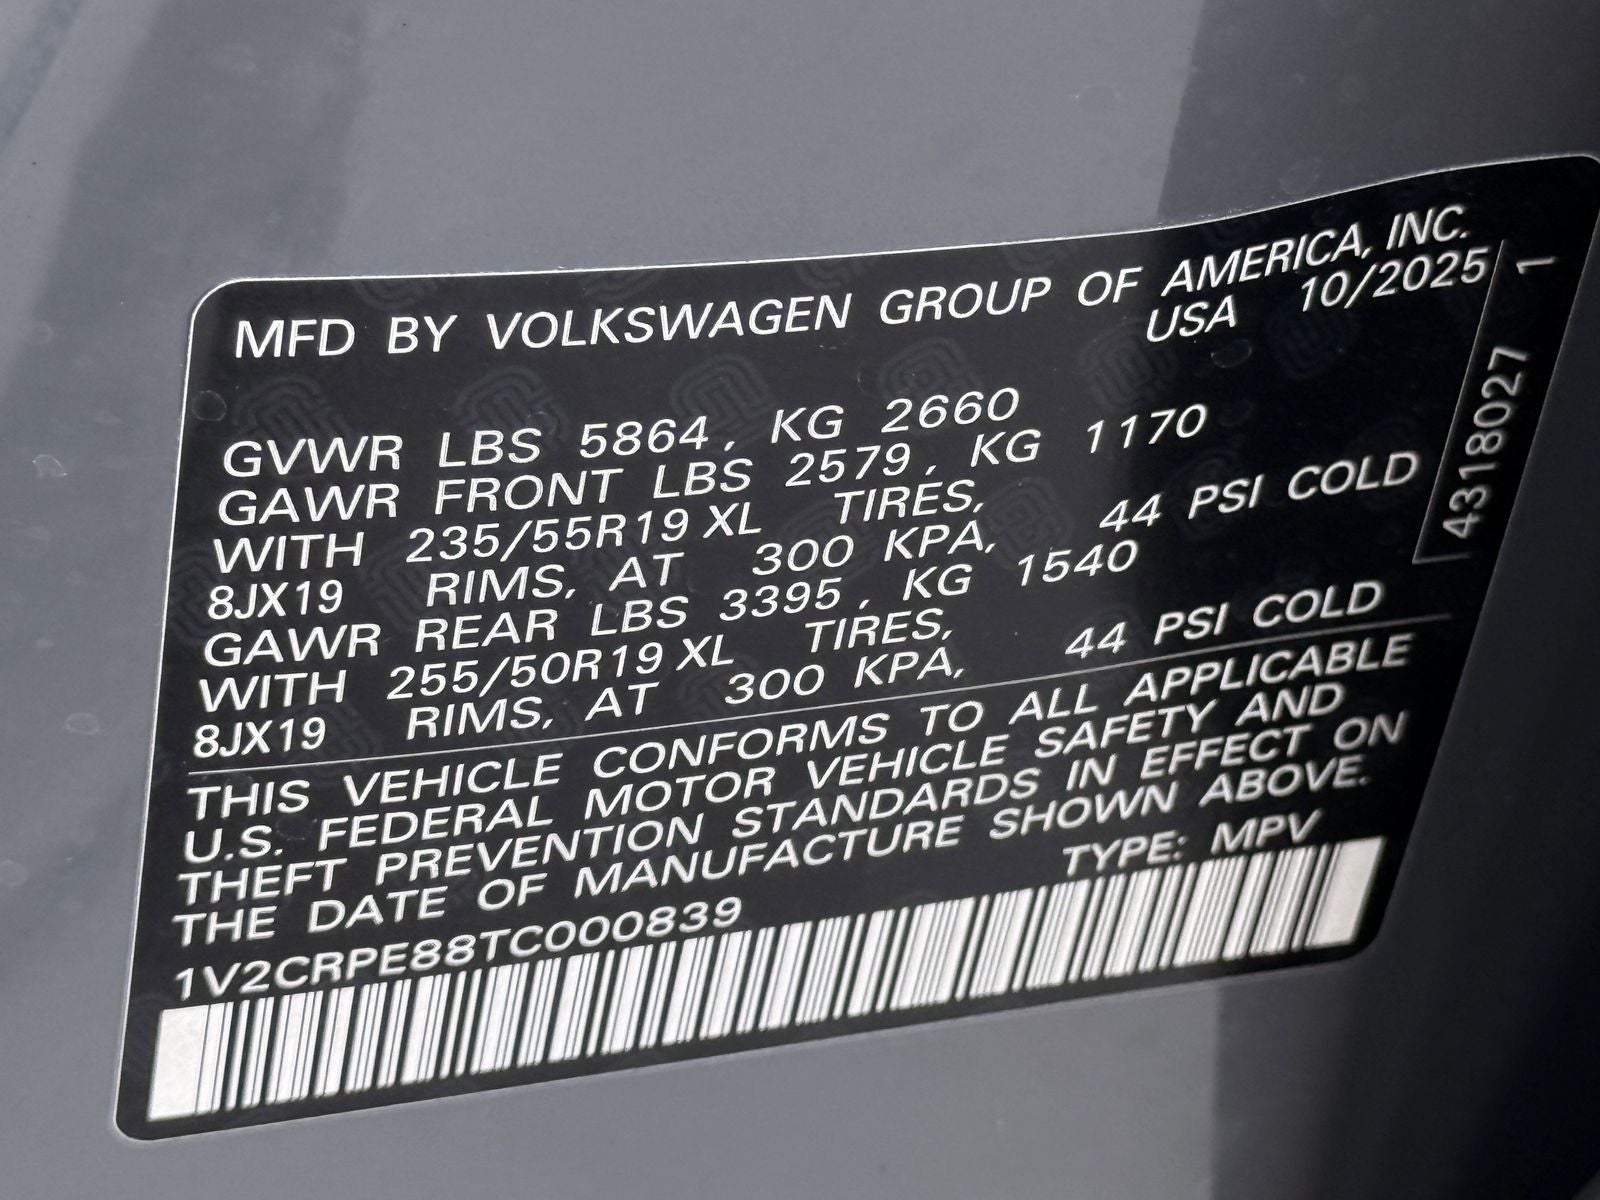 MFD BY VOLKSWAGEN GROUP OF AMERICA, INC.
USA 10/2025
GVWR LBS 5864, KG 2660
GAWR FRONT LBS 2579, KG 1170
WITH 235/55R19 XL TIRES,
8JX19 RIMS, AT 300 KPA, 44 PSI COLD
GAWR REAR LBS 3395, KG 1540
WITH 255/50R19 XL TIRES,
8JX19 RIMS, AT 300 KPA, 44 PSI COLD
THIS VEHICLE CONFORMS TO ALL APPLICABLE
U.S. FEDERAL MOTOR VEHICLE SAFETY AND
THEFT PREVENTION STANDARDS IN EFFECT ON
THE DATE OF MANUFACTURE SHOWN ABOVE.
1V2CRPE88TC000839 TYPE: MPV
4318027 1